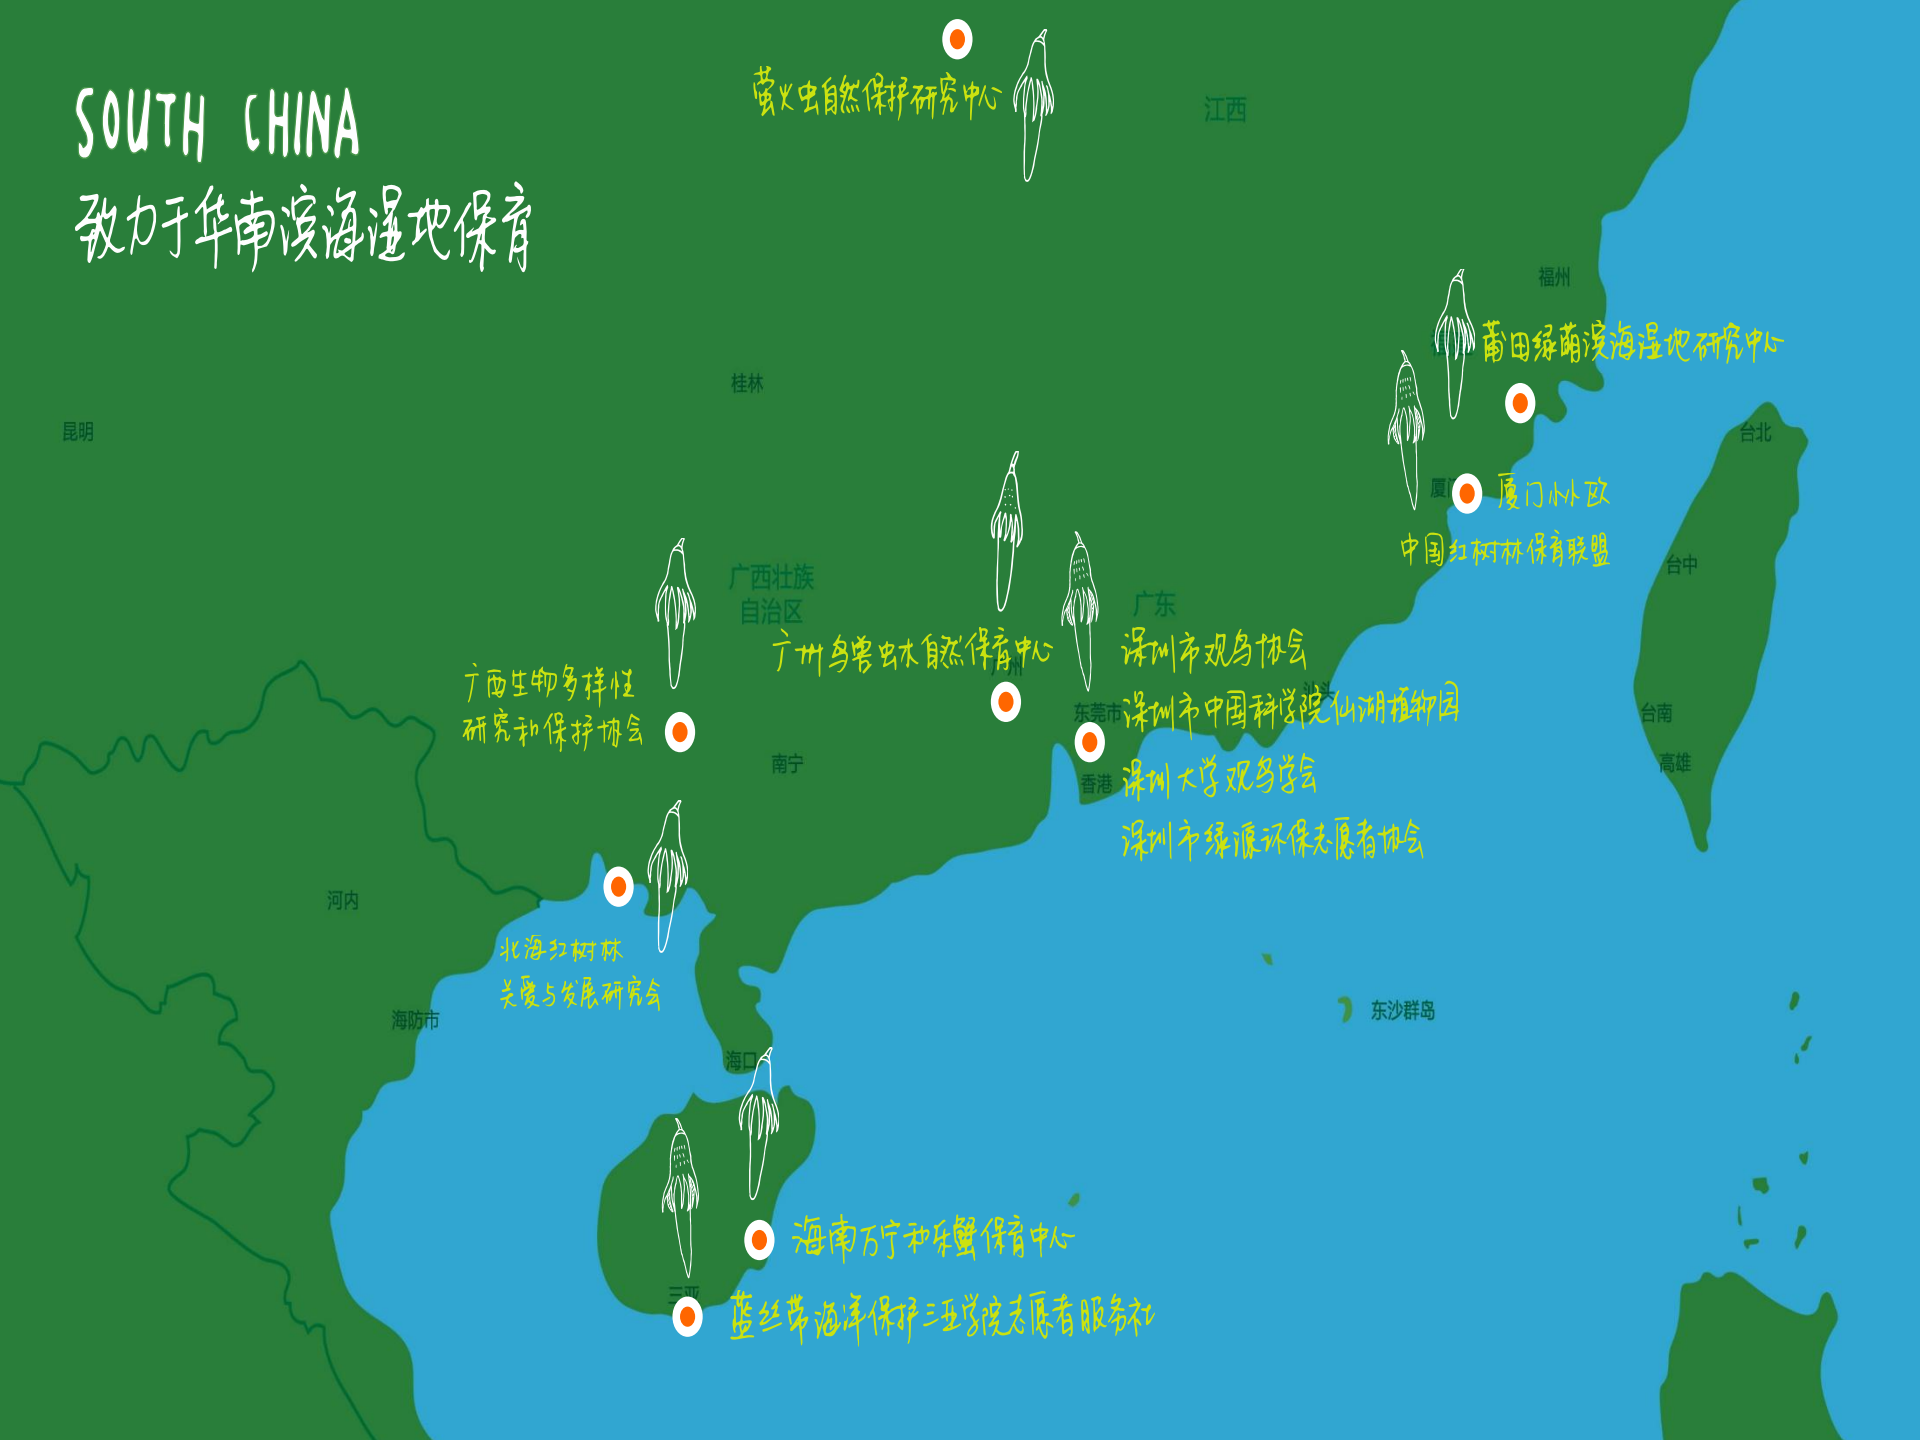 SOUTH CHINA
致力于华南滨海湿地保育
萤火虫自然保护研究中心
江西
福州
莆田绿萌滨海湿地研究中心
桂林
昆明
台北
厦门小小鸥
中国红树林保育联盟
台中
广西壮族
自治区
广东
广州鸟兽虫木自然保育中心
深圳市观鸟协会
广西生物多样性
研究和保护协会
汕头
东莞市
深圳市中国科学院仙湖植物园
台南
南宁
高雄
香港
深圳大学观鸟学会
深圳市绿源环保志愿者协会
河内
北海红树林
关爱与发展研究会
海防市
东沙群岛
海口
海南万宁和乐蟹保育中心
三亚
蓝丝带海洋保护三亚学院志愿者服务社